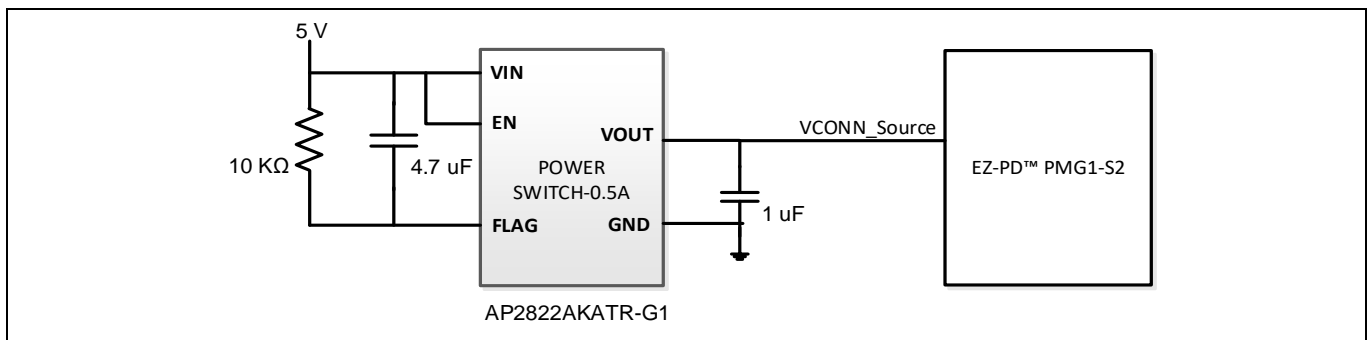 5 V
VIN
EN
VOUT
VCONN_Source
10 KΩ
4.7 uF
POWER
SWITCH-0.5A
EZ-PD™ PMG1-S2
1 uF
FLAG
GND
AP2822AKATR-G1